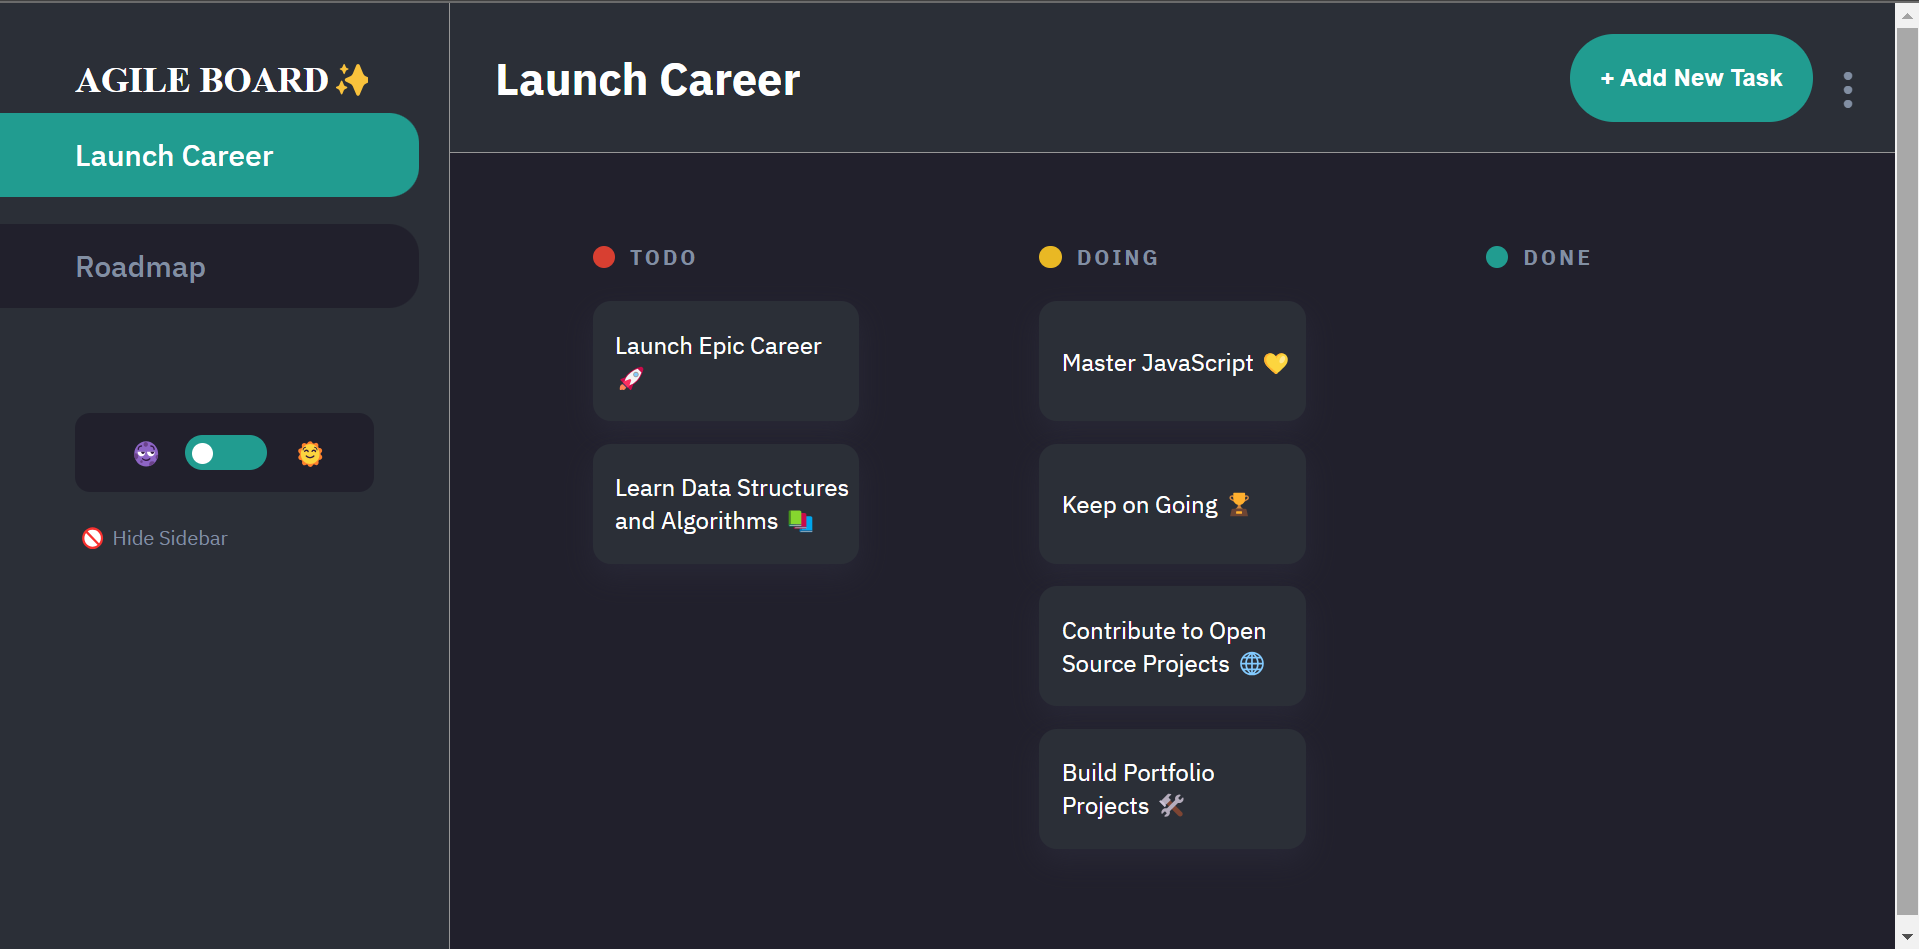 AGILE BOARD✨
Launch Career
Roadmap
Hide Sidebar
Launch Career
+ Add New Task
TODO
Launch Epic Career
🚀
Learn Data Structures
and Algorithms 📚
DOING
Master JavaScript 💛
Keep on Going 🏆
Contribute to Open
Source Projects 🌐
Build Portfolio
Projects 🛠
DONE